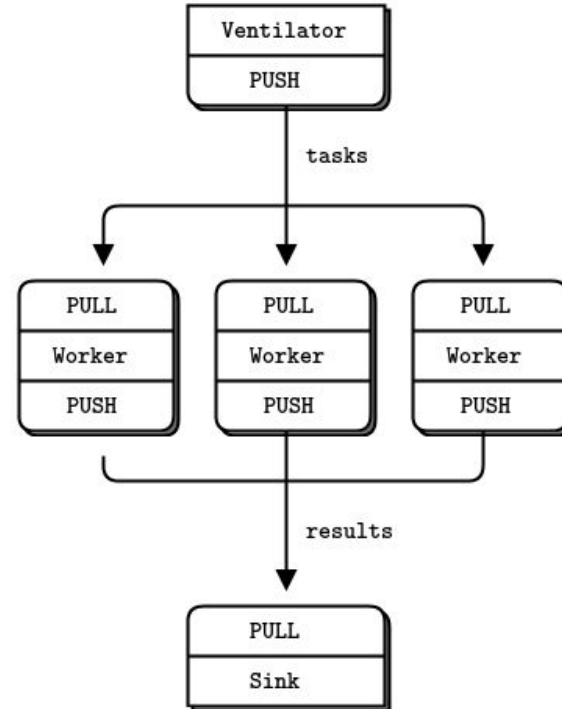 Ventilator
PUSH
tasks
PULL PULL PULL
Worker Worker Worker
PUSH PUSH PUSH
results
PULL
Sink